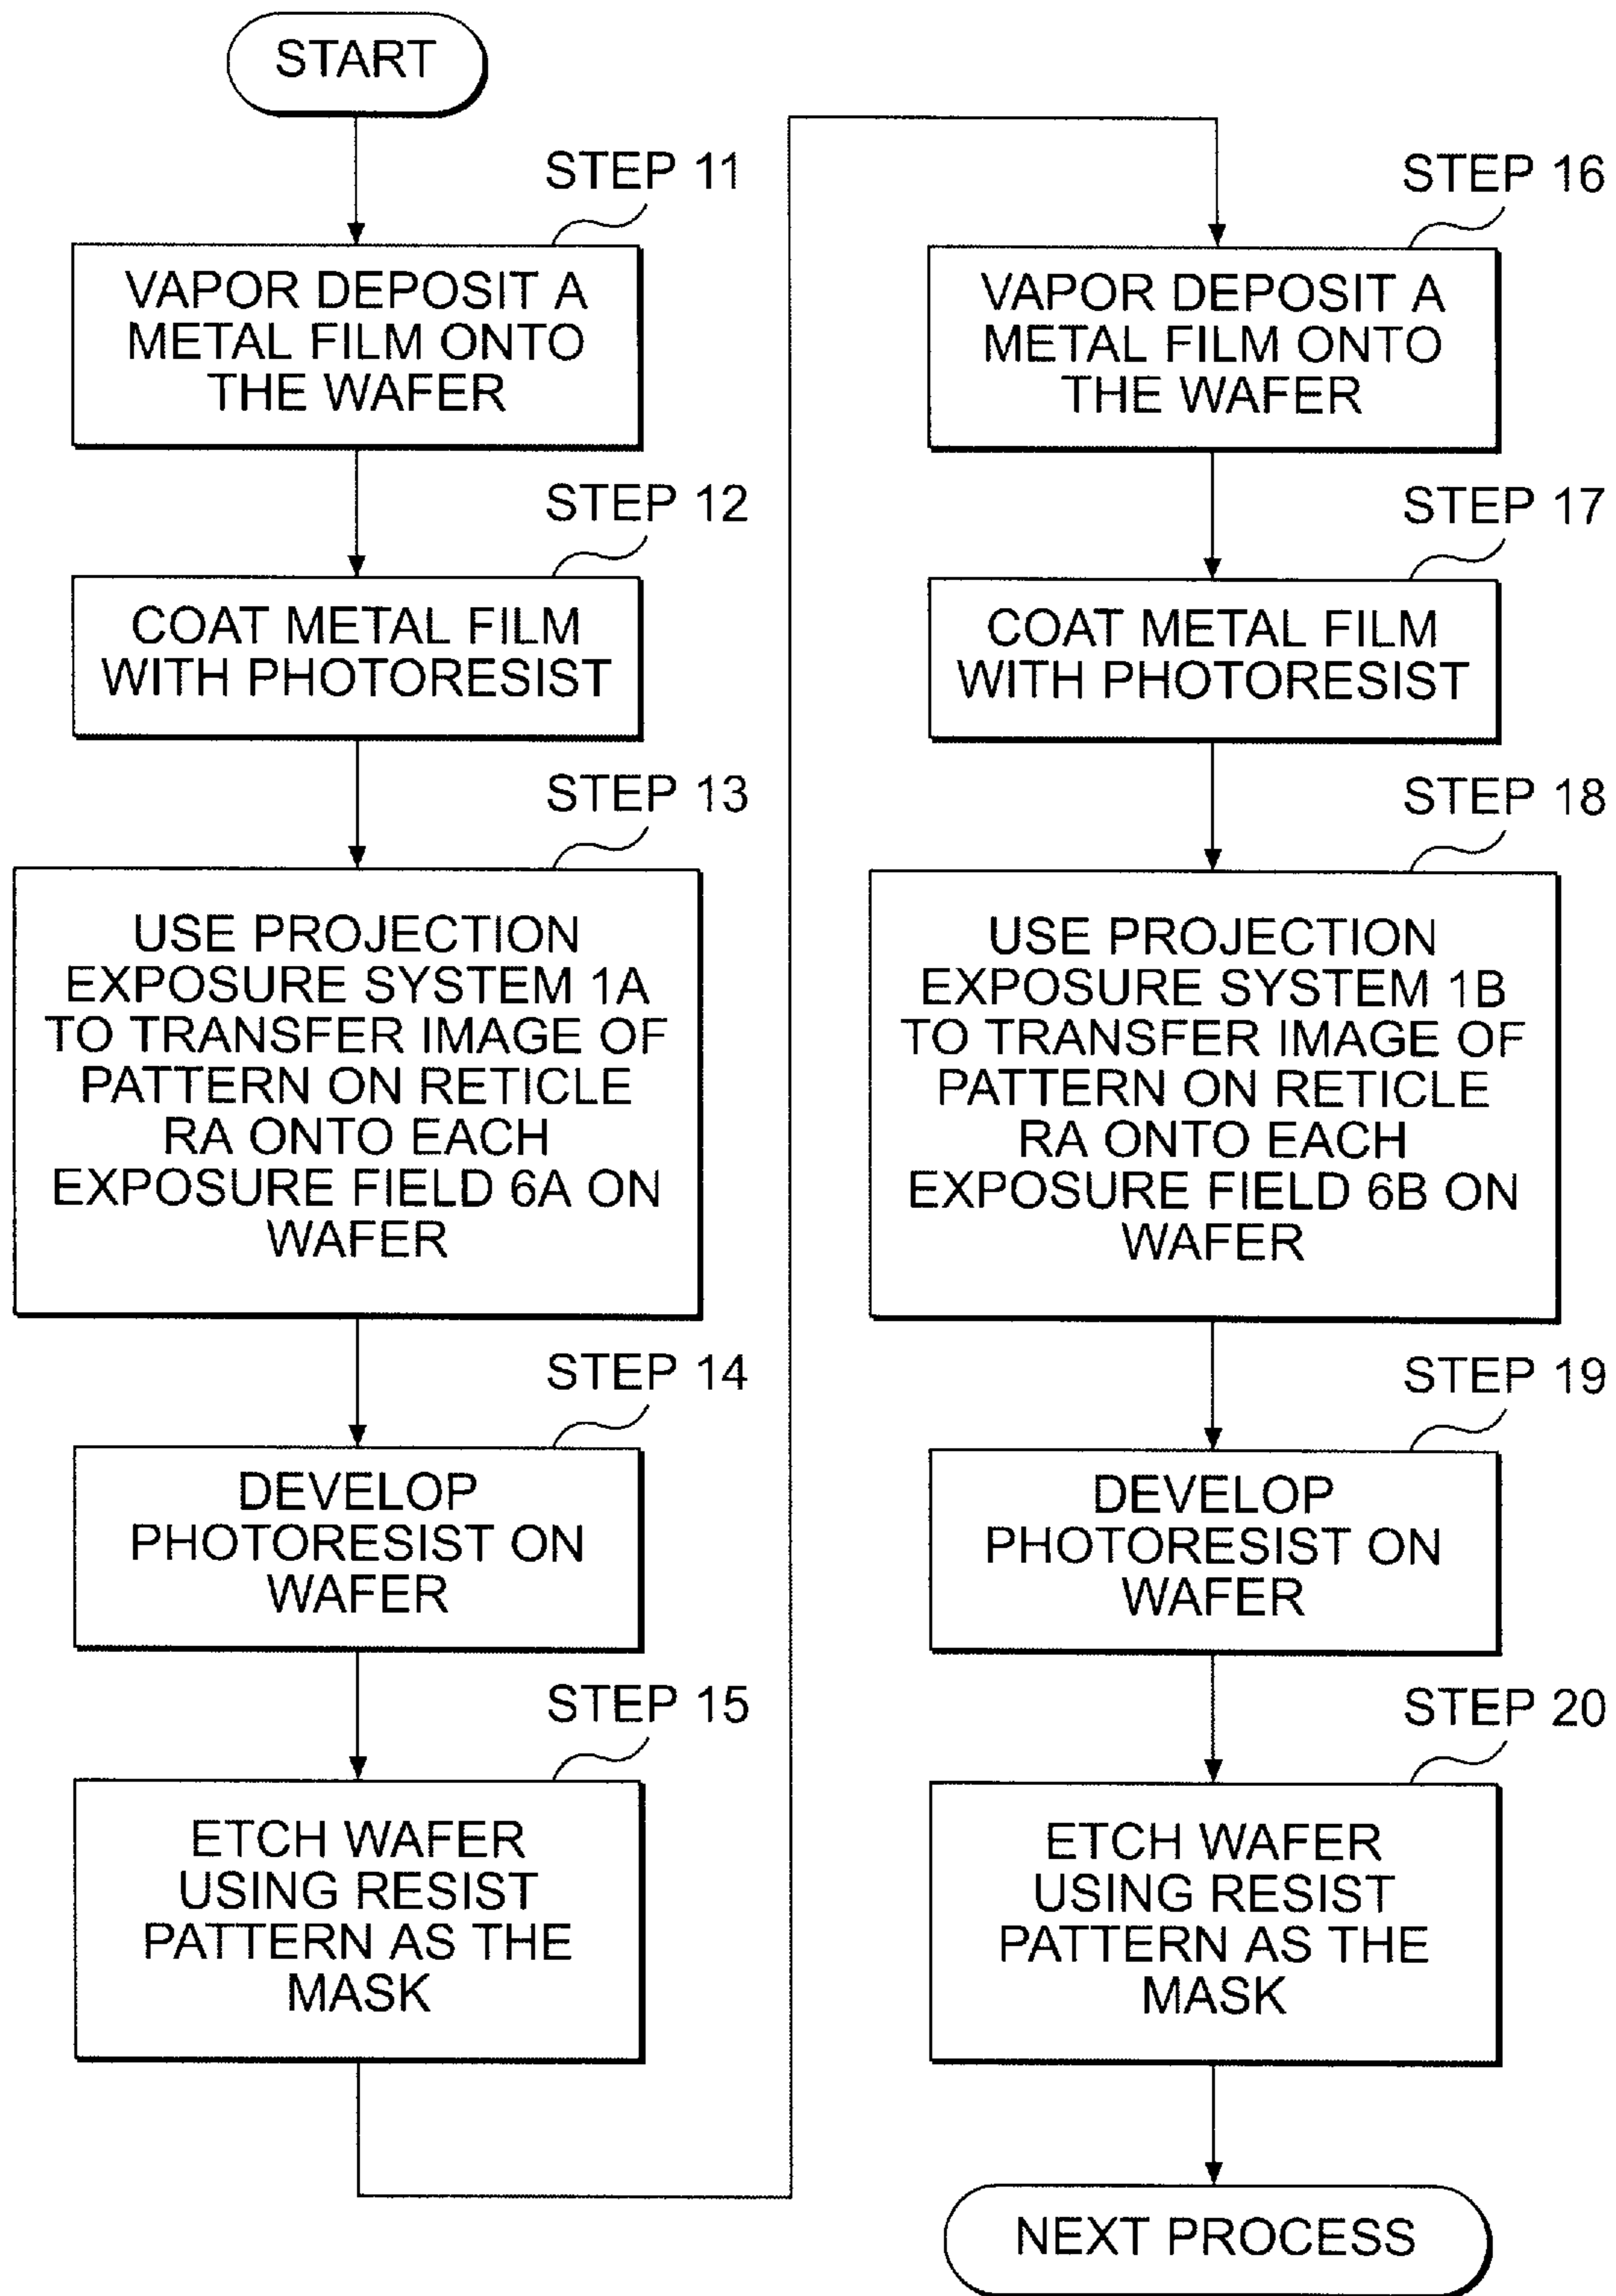 START
STEP 11
VAPOR DEPOSIT A
METAL FILM ONTO
THE WAFER
STEP 12
COAT METAL FILM
WITH PHOTORESIST
STEP 13
USE PROJECTION
EXPOSURE SYSTEM 1A
TO TRANSFER IMAGE OF
PATTERN ON RETICLE
RA ONTO EACH
EXPOSURE FIELD 6A ON
WAFER
STEP 14
DEVELOP
PHOTORESIST ON
WAFER
STEP 15
ETCH WAFER
USING RESIST
PATTERN AS THE
MASK
STEP 16
VAPOR DEPOSIT A
METAL FILM ONTO
THE WAFER
STEP 17
COAT METAL FILM
WITH PHOTORESIST
STEP 18
USE PROJECTION
EXPOSURE SYSTEM 1B
TO TRANSFER IMAGE OF
PATTERN ON RETICLE
RA ONTO EACH
EXPOSURE FIELD 6B ON
WAFER
STEP 19
DEVELOP
PHOTORESIST ON
WAFER
STEP 20
ETCH WAFER
USING RESIST
PATTERN AS THE
MASK
NEXT PROCESS